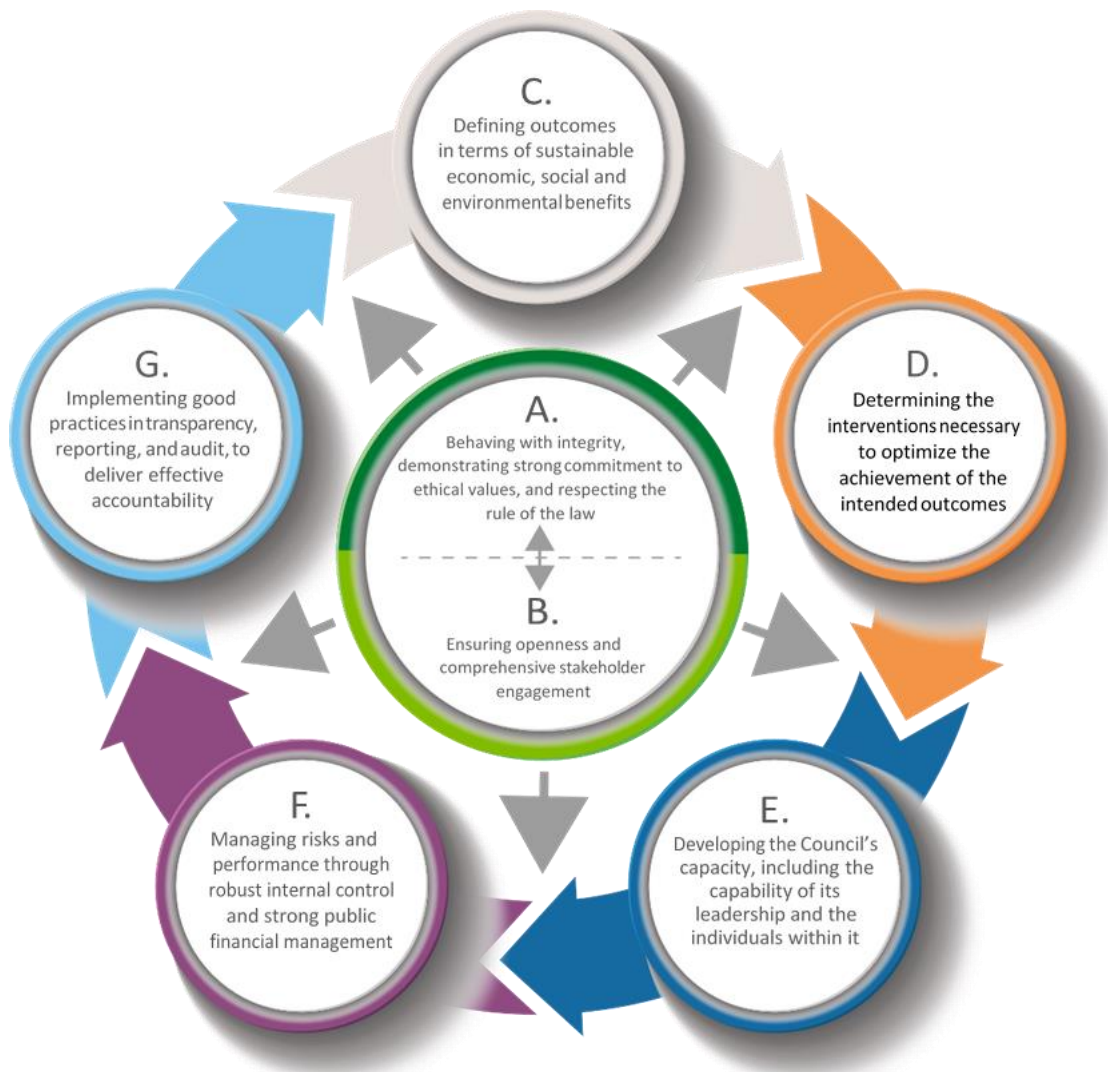 C.
Defining outcomes
in terms of sustainable
economic, social and
environmental benefits
G.
Implementing good
practices in transparency,
reporting, and audit, to
deliver effective
accountability
A.
Behaving with integrity,
demonstrating strong commitment to
ethical values, and respecting the
rule of the law
B.
Ensuring openness and
comprehensive stakeholder
engagement
D.
Determining the
interventions necessary
to optimize the
achievement of the
intended outcomes
F.
Managing risks and
performance through
robust internal control
and strong public
financial management
E.
Developing the Council's
capacity, including the
capability of its
leadership and the
individuals within it